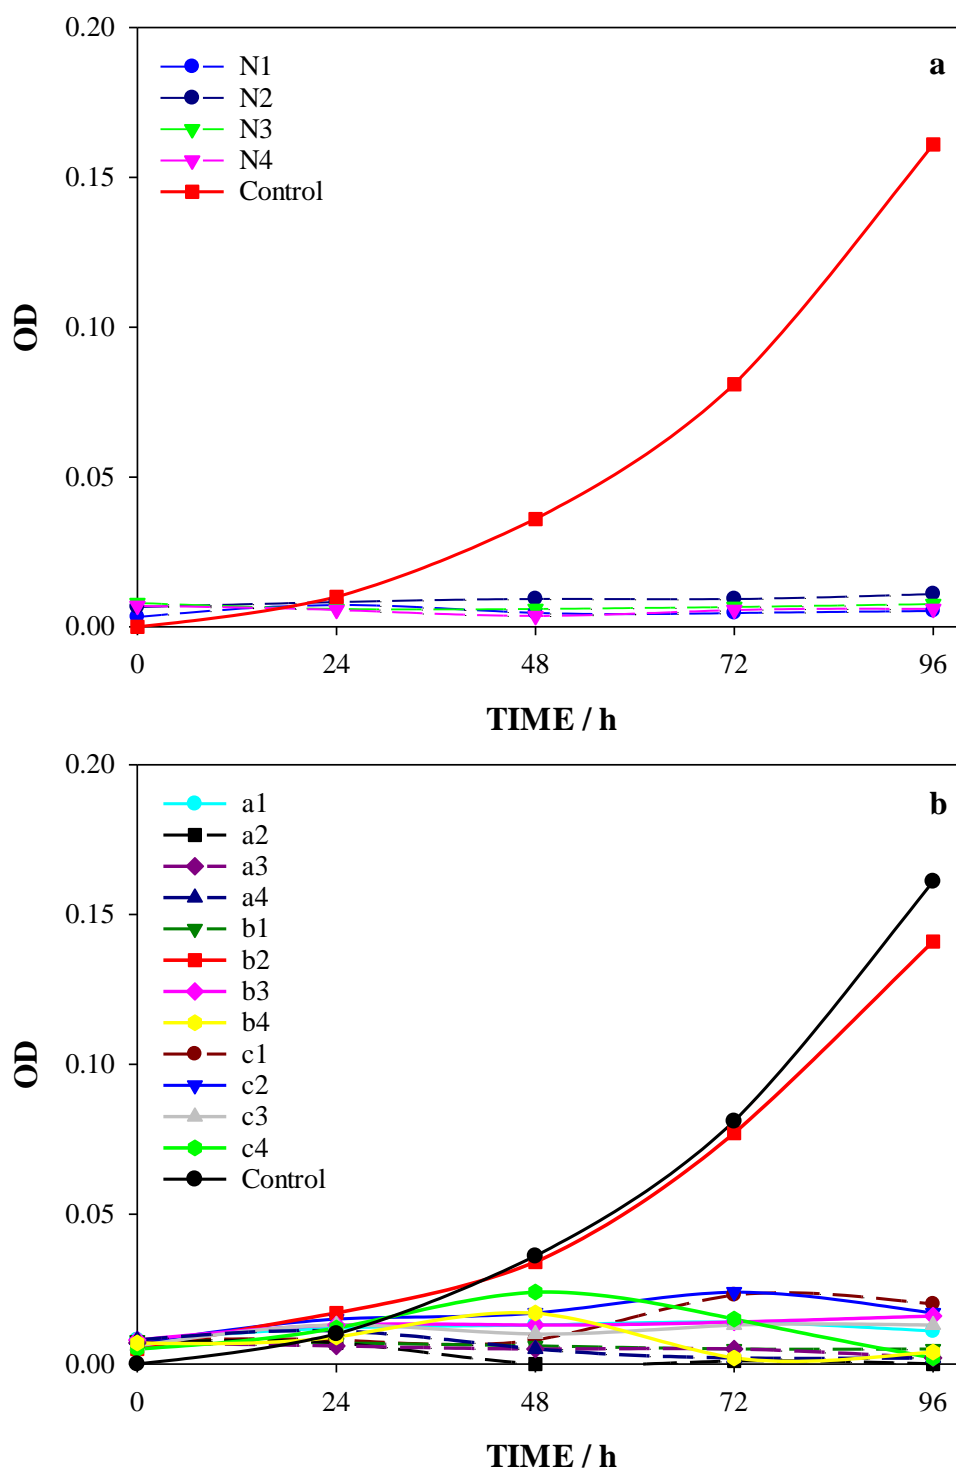 0.20
a
N1
N2
N3
N4
Control
0.15
0.10
OD
0.05
0.00
0 24 48 72 96
TIME / h
0.20
b
a1
a2
a3
a4
b1
b2
b3
b4
c1
c2
c3
c4
Control
0.15
0.10
OD
0.05
0.00
0 24 48 72 96
TIME / h